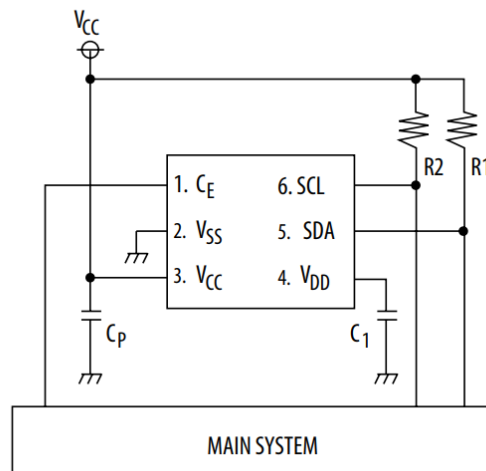 VCC
R2 R1
1. CE 6. SCL
2. VSS 5. SDA
3. VCC 4. VDD
CP C1
MAIN SYSTEM